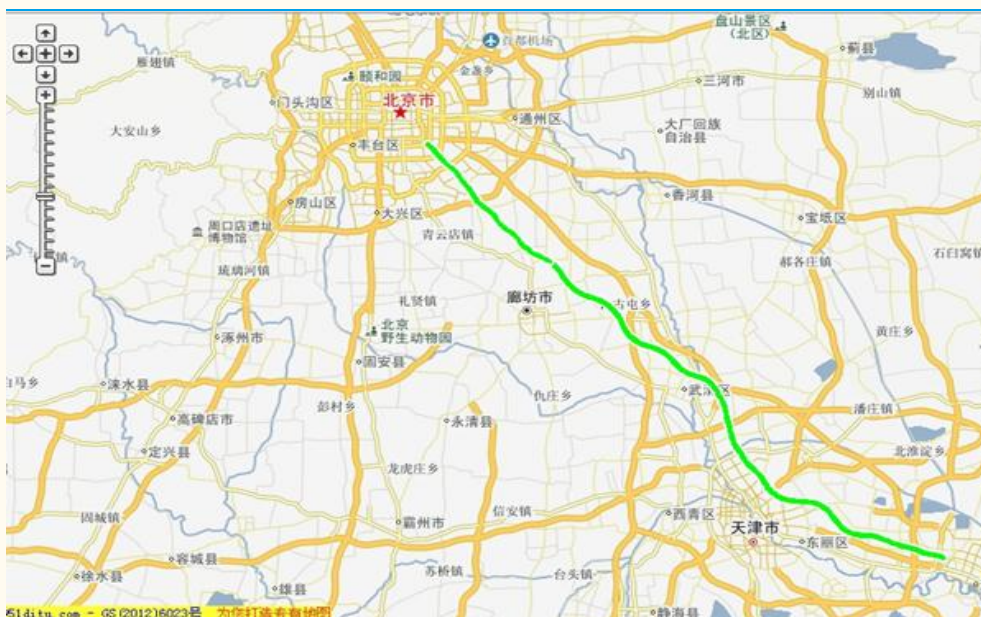 盘山景区
（北区）
首都机场
蓟县
雁翅镇
颐和园
金盏乡
三河市
别山镇
门头沟区
北京市
通州区
大安山乡
丰台区
大厂回族
自治县
香河县
房山区
大兴区
宝坻区
周口店遗址
博物馆
青云店镇
石臼窝镇
郝各庄镇
琉璃河镇
礼贤镇
廊坊市
古屯乡
北京
野生动物园
黄庄乡
涿州市
固安县
白马乡
涞水县
仇庄乡
武清区
彭村乡
潘庄镇
高碑店市
永清县
定兴县
北淮淀乡
龙虎庄乡
固城镇
信安镇
霸州市
西青区
天津市
东丽区
容城县
苏桥镇
台头镇
徐水县
雄县
51ditu.com - GS(2012)6023号 为您打造专有地图
静海县